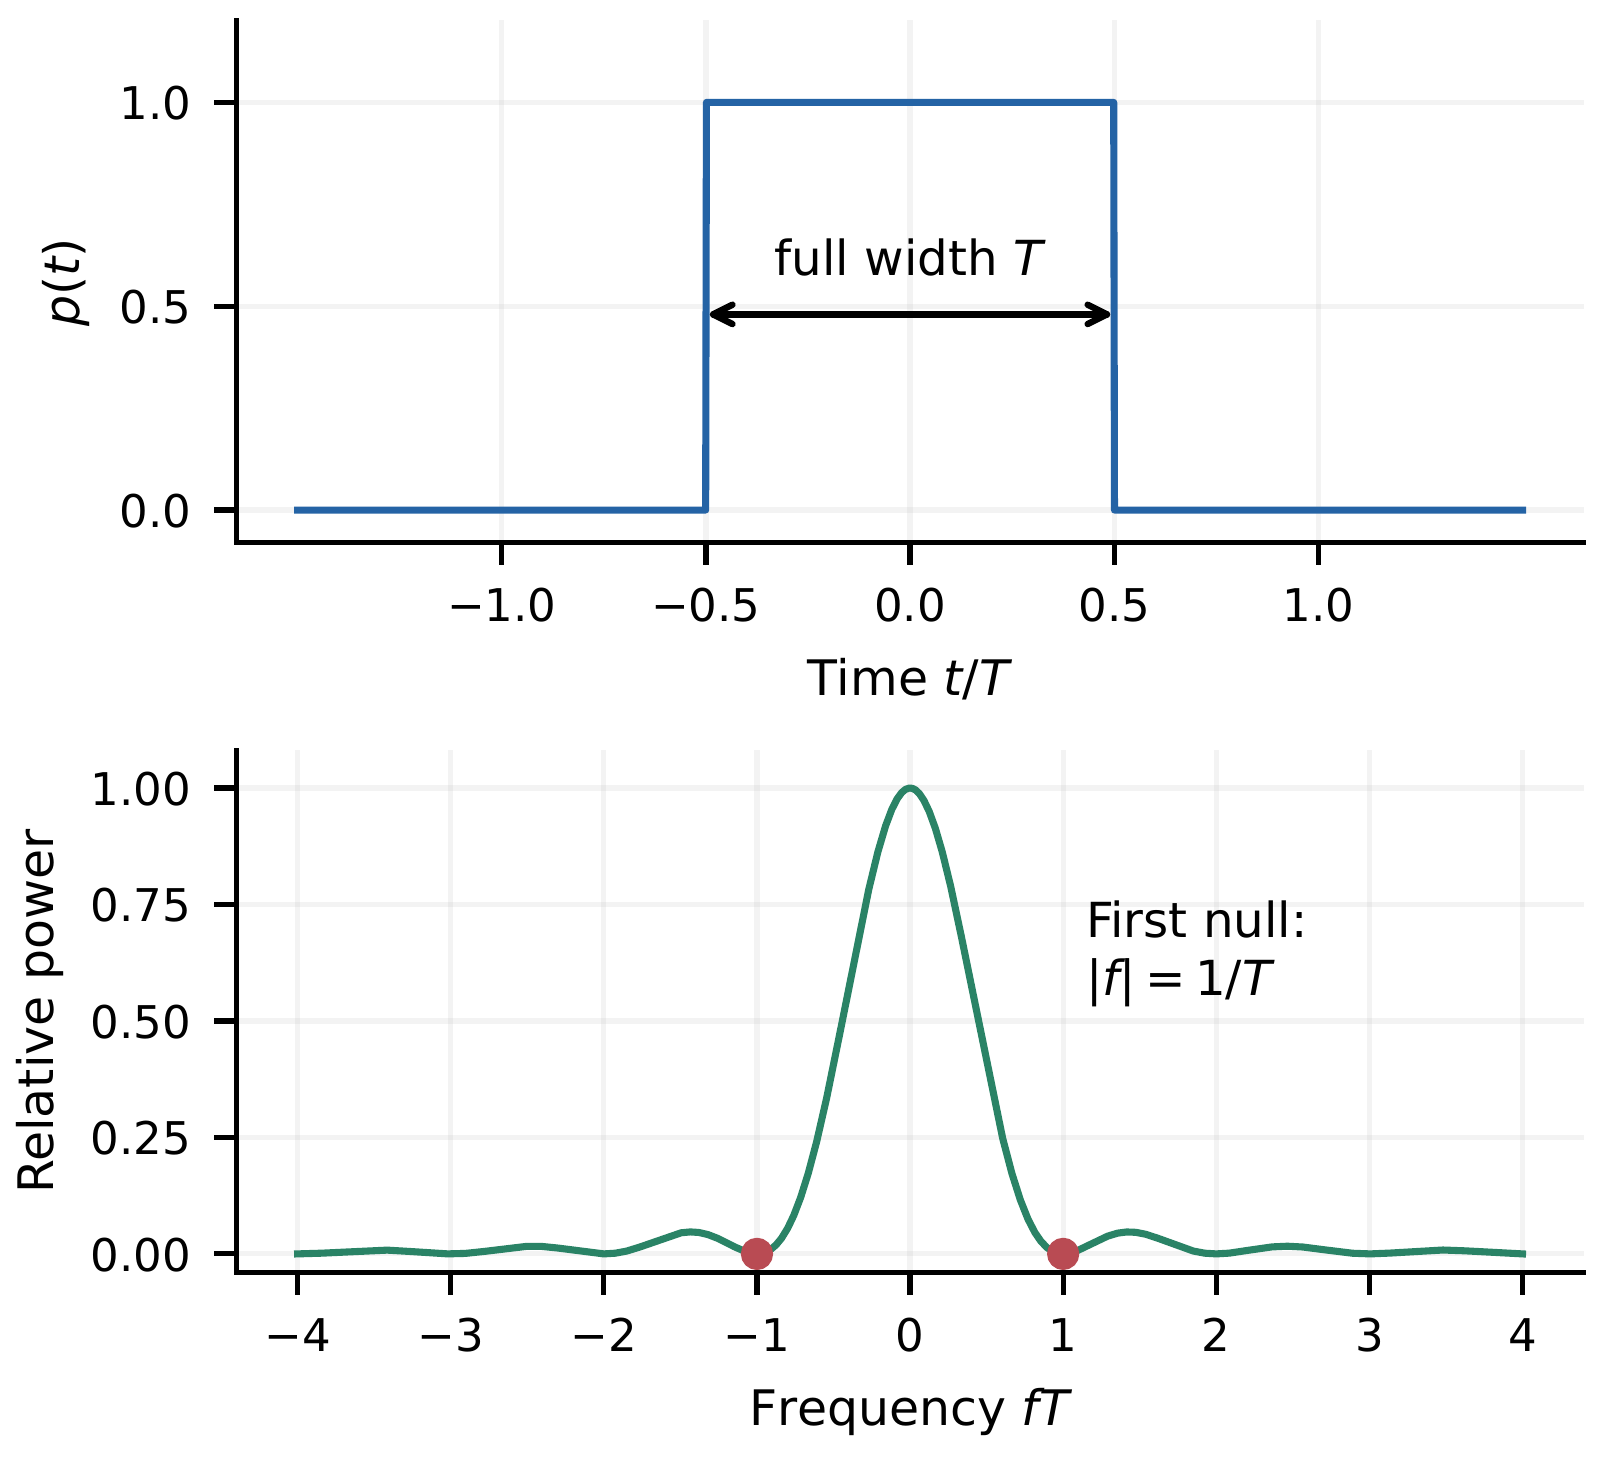 1.0
0.5
0.0
p(t)
full width T
−1.0 −0.5 0.0 0.5 1.0
Time t/T
1.00
0.75
0.50
0.25
0.00
Relative power
First null:
|f| = 1/T
−4 −3 −2 −1 0 1 2 3 4
Frequency fT